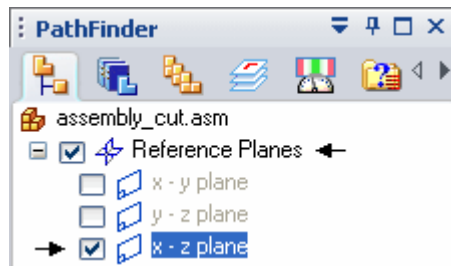 PathFinder
assembly_cut.asm
Reference Planes
x - y plane
y - z plane
x - z plane